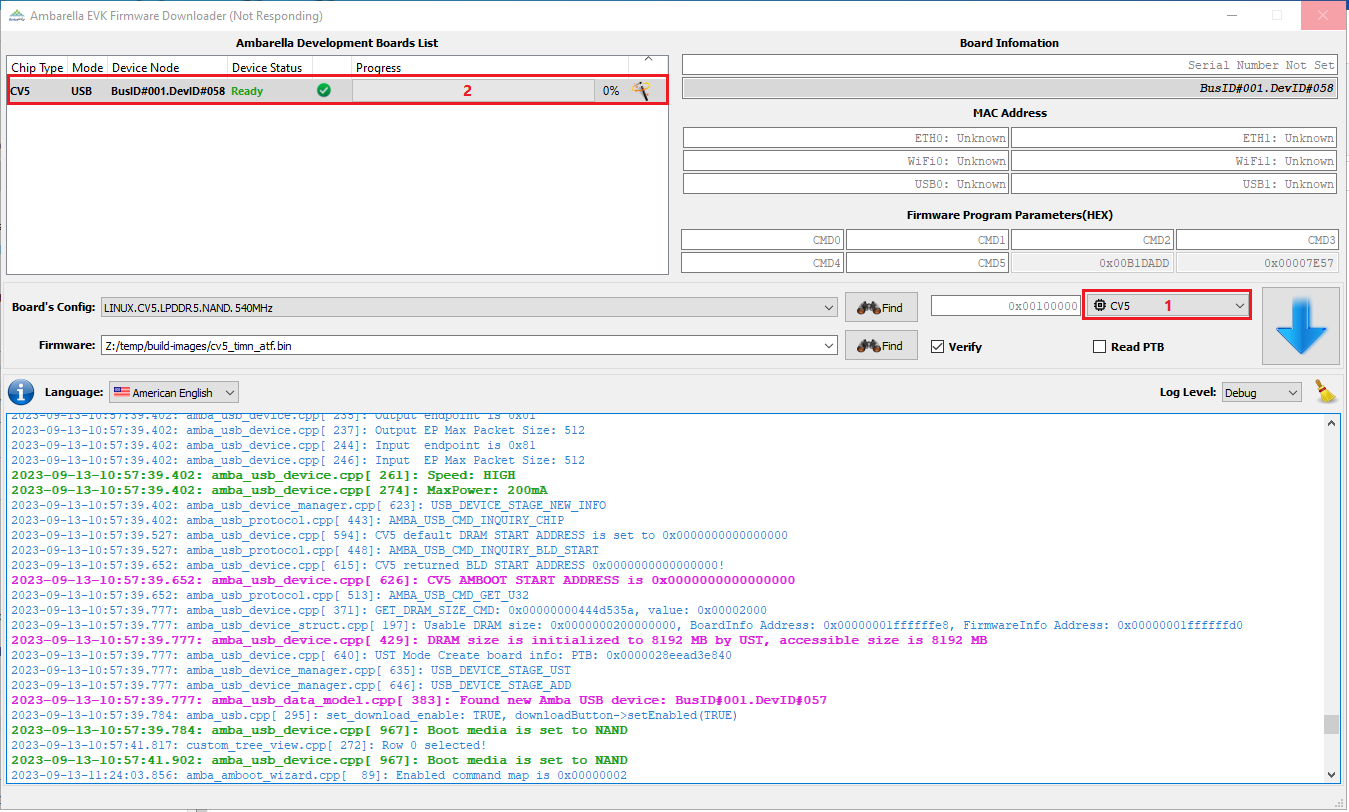 Ambarella EVK Firmware Downloader (Not Responding)
Ambarella Development Boards List
Chip Type Mode Device Node Device Status Progress
CV5 USB BusID#001.DevID#058 Ready 2 0%
Board Infomation
Serial Number Not Set
BusID#001.DevID#058
MAC Address
ETH0: Unknown ETH1: Unknown
WiFi0: Unknown WiFi1: Unknown
USB0: Unknown USB1: Unknown
Firmware Program Parameters(HEX)
CMD0 CMD1 CMD2 CMD3
CMD4 CMD5 0x00B1DADD 0x00007E57
Board's Config: LINUX.CV5.LPDDR5.NAND.540MHz Find 0x00100000 CV5 1
Firmware: Z:/temp/build-images/cv5_timn_atf.bin Find Verify Read PTB
Language: American English Log Level: Debug
2023-09-13-10:57:39.402: amba_usb_device.cpp[ 235]: Output endpoint is 0x01
2023-09-13-10:57:39.402: amba_usb_device.cpp[ 237]: Output EP Max Packet Size: 512
2023-09-13-10:57:39.402: amba_usb_device.cpp[ 244]: Input  endpoint is 0x81
2023-09-13-10:57:39.402: amba_usb_device.cpp[ 246]: Input  EP Max Packet Size: 512
2023-09-13-10:57:39.402: amba_usb_device.cpp[ 261]: Speed: HIGH
2023-09-13-10:57:39.402: amba_usb_device.cpp[ 274]: MaxPower: 200mA
2023-09-13-10:57:39.402: amba_usb_device_manager.cpp[ 623]: USB_DEVICE_STAGE_NEW_INFO
2023-09-13-10:57:39.402: amba_usb_protocol.cpp[ 443]: AMBA_USB_CMD_INQUIRY_CHIP
2023-09-13-10:57:39.527: amba_usb_device.cpp[ 594]: CV5 default DRAM START ADDRESS is set to 0x0000000000000000
2023-09-13-10:57:39.527: amba_usb_protocol.cpp[ 448]: AMBA_USB_CMD_INQUIRY_BLD_START
2023-09-13-10:57:39.652: amba_usb_device.cpp[ 615]: CV5 returned BLD START ADDRESS 0x0000000000000000!
2023-09-13-10:57:39.652: amba_usb_device.cpp[ 626]: CV5 AMBOOT START ADDRESS is 0x0000000000000000
2023-09-13-10:57:39.652: amba_usb_protocol.cpp[ 513]: AMBA_USB_CMD_GET_U32
2023-09-13-10:57:39.777: amba_usb_device.cpp[ 371]: GET_DRAM_SIZE_CMD: 0x00000000444d535a, value: 0x00002000
2023-09-13-10:57:39.777: amba_usb_device_struct.cpp[ 197]: Usable DRAM size: 0x0000000200000000, BoardInfo Address: 0x00000001ffffffe8, FirmwareInfo Address: 0x00000001ffffffd0
2023-09-13-10:57:39.777: amba_usb_device.cpp[ 429]: DRAM size is initialized to 8192 MB by UST, accessible size is 8192 MB
2023-09-13-10:57:39.777: amba_usb_device.cpp[ 640]: UST Mode Create board info: PTB: 0x0000028eead3e840
2023-09-13-10:57:39.777: amba_usb_device_manager.cpp[ 635]: USB_DEVICE_STAGE_UST
2023-09-13-10:57:39.777: amba_usb_device_manager.cpp[ 646]: USB_DEVICE_STAGE_ADD
2023-09-13-10:57:39.777: amba_usb_data_model.cpp[ 383]: Found new Amba USB device: BusID#001.DevID#057
2023-09-13-10:57:39.784: amba_usb.cpp[ 295]: set_download_enable: TRUE, downloadButton->setEnabled(TRUE)
2023-09-13-10:57:39.784: amba_usb_device.cpp[ 967]: Boot media is set to NAND
2023-09-13-10:57:41.817: custom_tree_view.cpp[ 272]: Row 0 selected!
2023-09-13-10:57:41.902: amba_usb_device.cpp[ 967]: Boot media is set to NAND
2023-09-13-11:24:03.856: amba_amboot_wizard.cpp[  89]: Enabled command map is 0x00000002